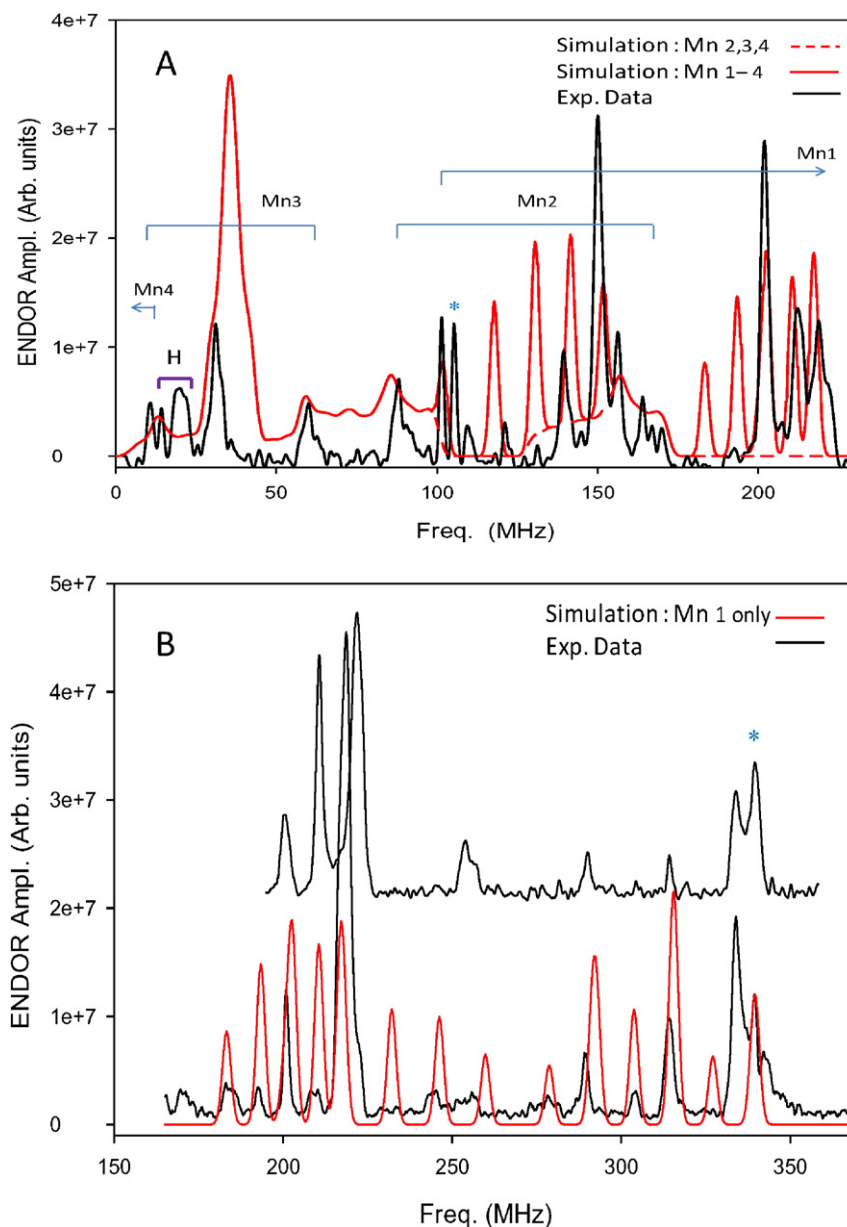 4e+7
A
Simulation : Mn 2,3,4
Simulation : Mn 1– 4
Exp. Data
3e+7
Mn1
Mn3
Mn2
2e+7
Mn4
*
H
1e+7
0
ENDOR Ampl. (Arb. units)
0 50 100 150 200
Freq. (MHz)
5e+7
B
Simulation : Mn 1 only
Exp. Data
4e+7
*
3e+7
2e+7
1e+7
0
ENDOR Ampl. (Arb. units)
150 200 250 300 350
Freq. (MHz)